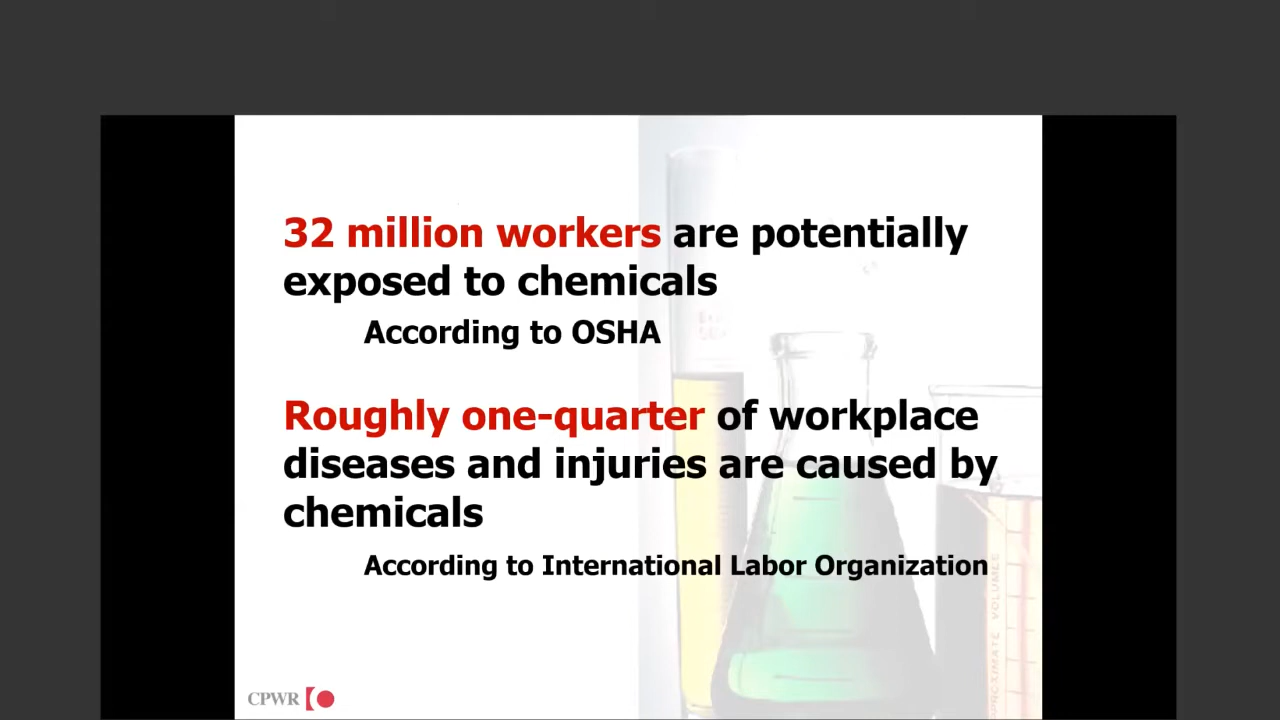 32 million workers are potentially
exposed to chemicals
According to OSHA
Roughly one-quarter of workplace
diseases and injuries are caused by
chemicals
According to International Labor Organization
CPWR